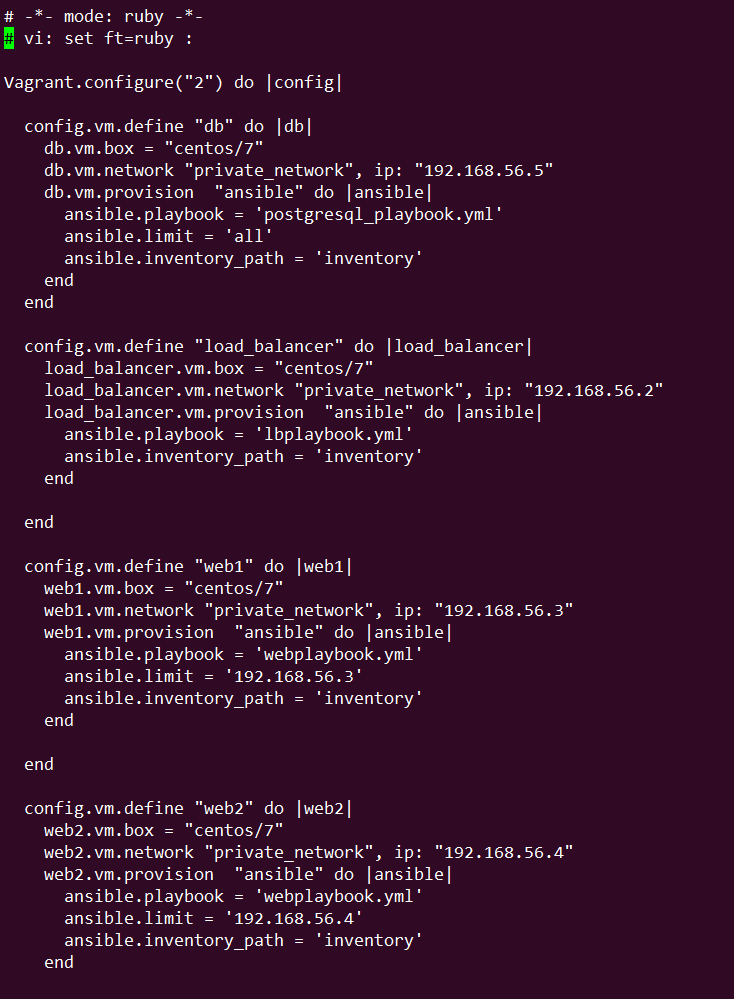 # -*- mode: ruby -*-
# vi: set ft=ruby :
Vagrant.configure("2") do |config|
  config.vm.define "db" do |db|
    db.vm.box = "centos/7"
    db.vm.network "private_network", ip: "192.168.56.5"
    db.vm.provision  "ansible" do |ansible|
      ansible.playbook = 'postgresql_playbook.yml'
      ansible.limit = 'all'
      ansible.inventory_path = 'inventory'
    end
  end
  config.vm.define "load_balancer" do |load_balancer|
    load_balancer.vm.box = "centos/7"
    load_balancer.vm.network "private_network", ip: "192.168.56.2"
    load_balancer.vm.provision  "ansible" do |ansible|
      ansible.playbook = 'lbplaybook.yml'
      ansible.inventory_path = 'inventory'
    end
  end
  config.vm.define "web1" do |web1|
    web1.vm.box = "centos/7"
    web1.vm.network "private_network", ip: "192.168.56.3"
    web1.vm.provision  "ansible" do |ansible|
      ansible.playbook = 'webplaybook.yml'
      ansible.limit = '192.168.56.3'
      ansible.inventory_path = 'inventory'
    end
  end
  config.vm.define "web2" do |web2|
    web2.vm.box = "centos/7"
    web2.vm.network "private_network", ip: "192.168.56.4"
    web2.vm.provision  "ansible" do |ansible|
      ansible.playbook = 'webplaybook.yml'
      ansible.limit = '192.168.56.4'
      ansible.inventory_path = 'inventory'
    end